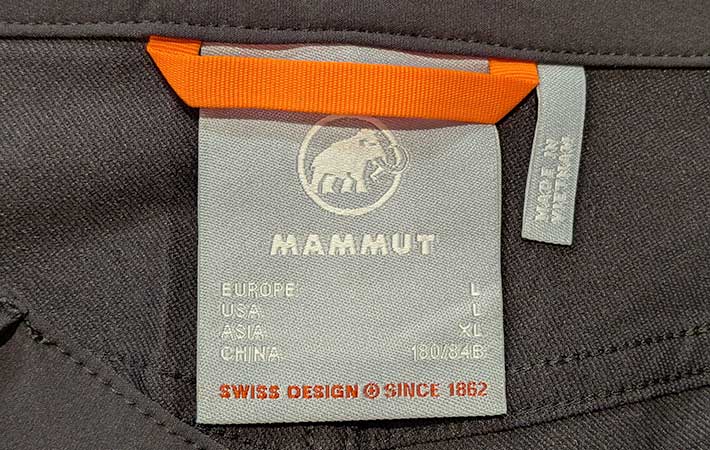 MAMMUT
EUROPE L
USA L
ASIA XL
CHINA 180/84B
SWISS DESIGN ⊕ SINCE 1862
MADE IN
VIETNAM